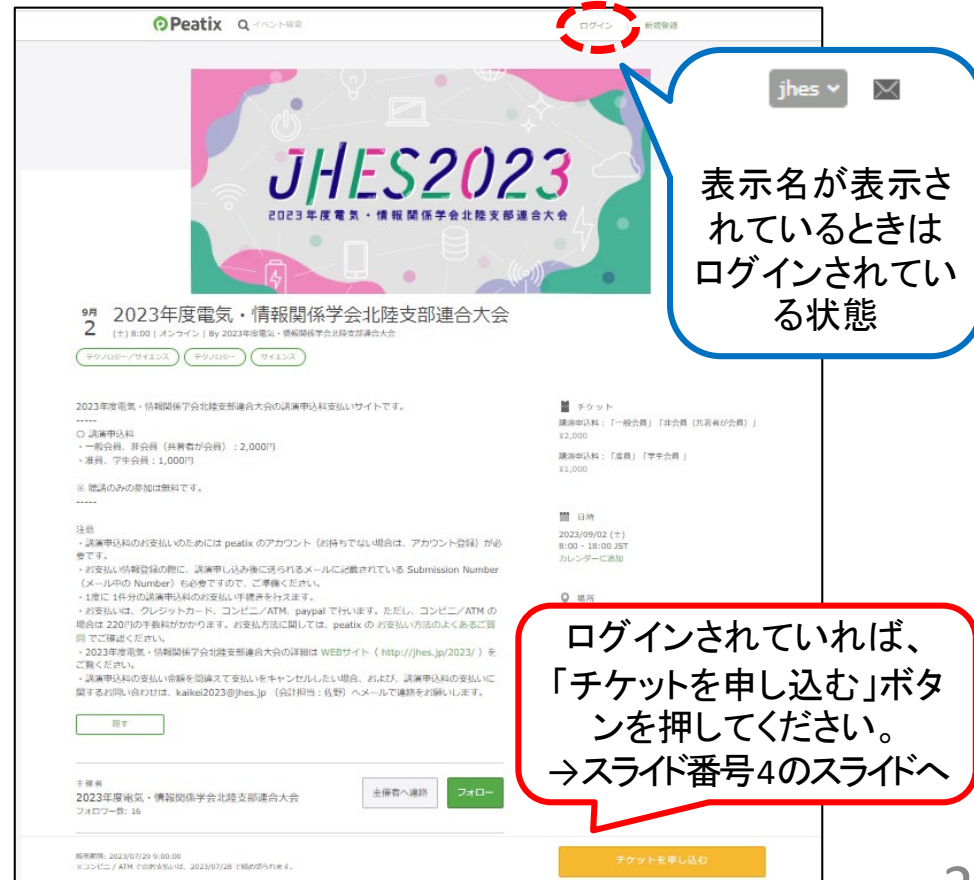 Peatix
イベント検索
ログイン | 新規登録
jhes
表示名が表示さ
れているときは
ログインされてい
る状態
JHES2023
2023年度電気・情報関係学会北陸支部連合大会
9月
2
2023年度電気・情報関係学会北陸支部連合大会
(土) 8:00 | オンライン | By 2023年度電気・情報関係学会北陸支部連合大会
テクノロジー/サイエンス
テクノロジー
サイエンス
2023年度電気・情報関係学会北陸支部連合大会の講演申込料支払いサイトです。
-----
○ 講演申込料
・一般会員、非会員（共著者が会員）：2,000円
・准員、学生会員：1,000円
※ 聴講のみの参加は無料です。
-----
注意
・講演申込料のお支払いのためには peatix のアカウント（お持ちでない場合は、アカウント登録）が必
要です。
・お支払い情報登録の際に、講演申し込み後に送られるメールに記載されている Submission Number
（メール中の Number）も必要ですので、ご準備ください。
・1度に 1件分の講演申込料のお支払い手続きを行えます。
・お支払いは、クレジットカード、コンビニ／ATM、paypal で行います。ただし、コンビニ／ATM の
場合は 220円の手数料がかかります。お支払方法に関しては、peatix の お支払い方法のよくあるご質
問 でご確認ください。
・2023年度電気・情報関係学会北陸支部連合大会の詳細は WEBサイト（ http://jhes.jp/2023/ ）を
ご覧ください。
・講演申込料の支払い金額を間違えて支払いをキャンセルしたい場合、および、講演申込料の支払いに
関するお問い合わせは、kaikei2023@jhes.jp （会計担当：佐野）へメールで連絡をお願いします。
隠す
チケット
講演申込料：「一般会員」「非会員（共著者が会員）」
¥2,000
講演申込料：「准員」「学生会員 」
¥1,000
日時
2023/09/02 (土)
8:00 - 18:00 JST
カレンダーに追加
場所
ログインされていれば、
「チケットを申し込む」ボタ
ンを押してください。
→スライド番号4のスライドへ
主催者
2023年度電気・情報関係学会北陸支部連合大会
フォロワー数: 16
主催者へ連絡
フォロー
販売期限: 2023/07/29 9:00:00
※コンビニ / ATM でのお支払いは、2023/07/28 で締め切られます。
チケットを申し込む